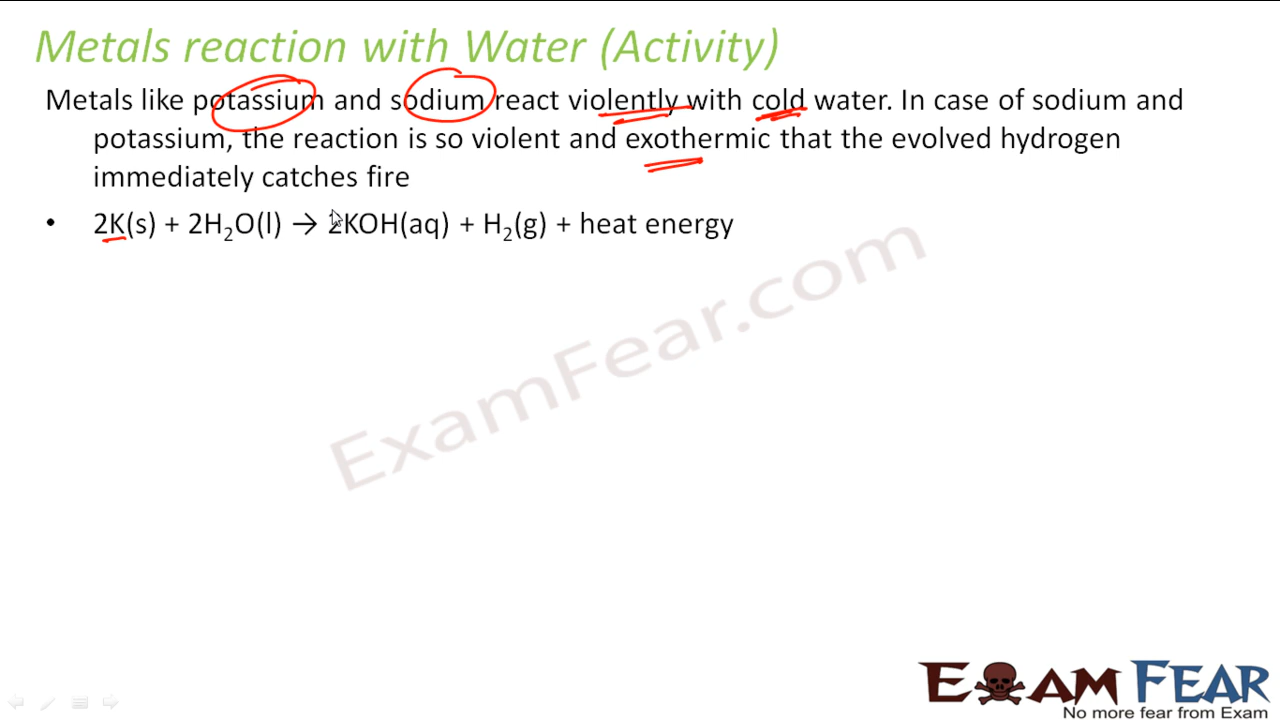 Metals reaction with Water (Activity)
Metals like potassium and sodium react violently with cold water. In case of sodium and
potassium, the reaction is so violent and exothermic that the evolved hydrogen
immediately catches fire
• 2K(s) + 2H₂O(l) → 2KOH(aq) + H₂(g) + heat energy
ExamFear.com
EXAM FEAR
No more fear from Exam